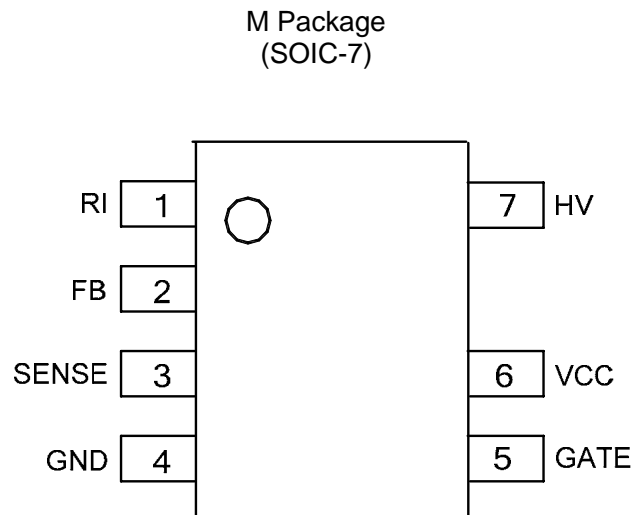 M Package
(SOIC-7)
RI 1 7 HV
FB 2
SENSE 3 6 VCC
GND 4 5 GATE